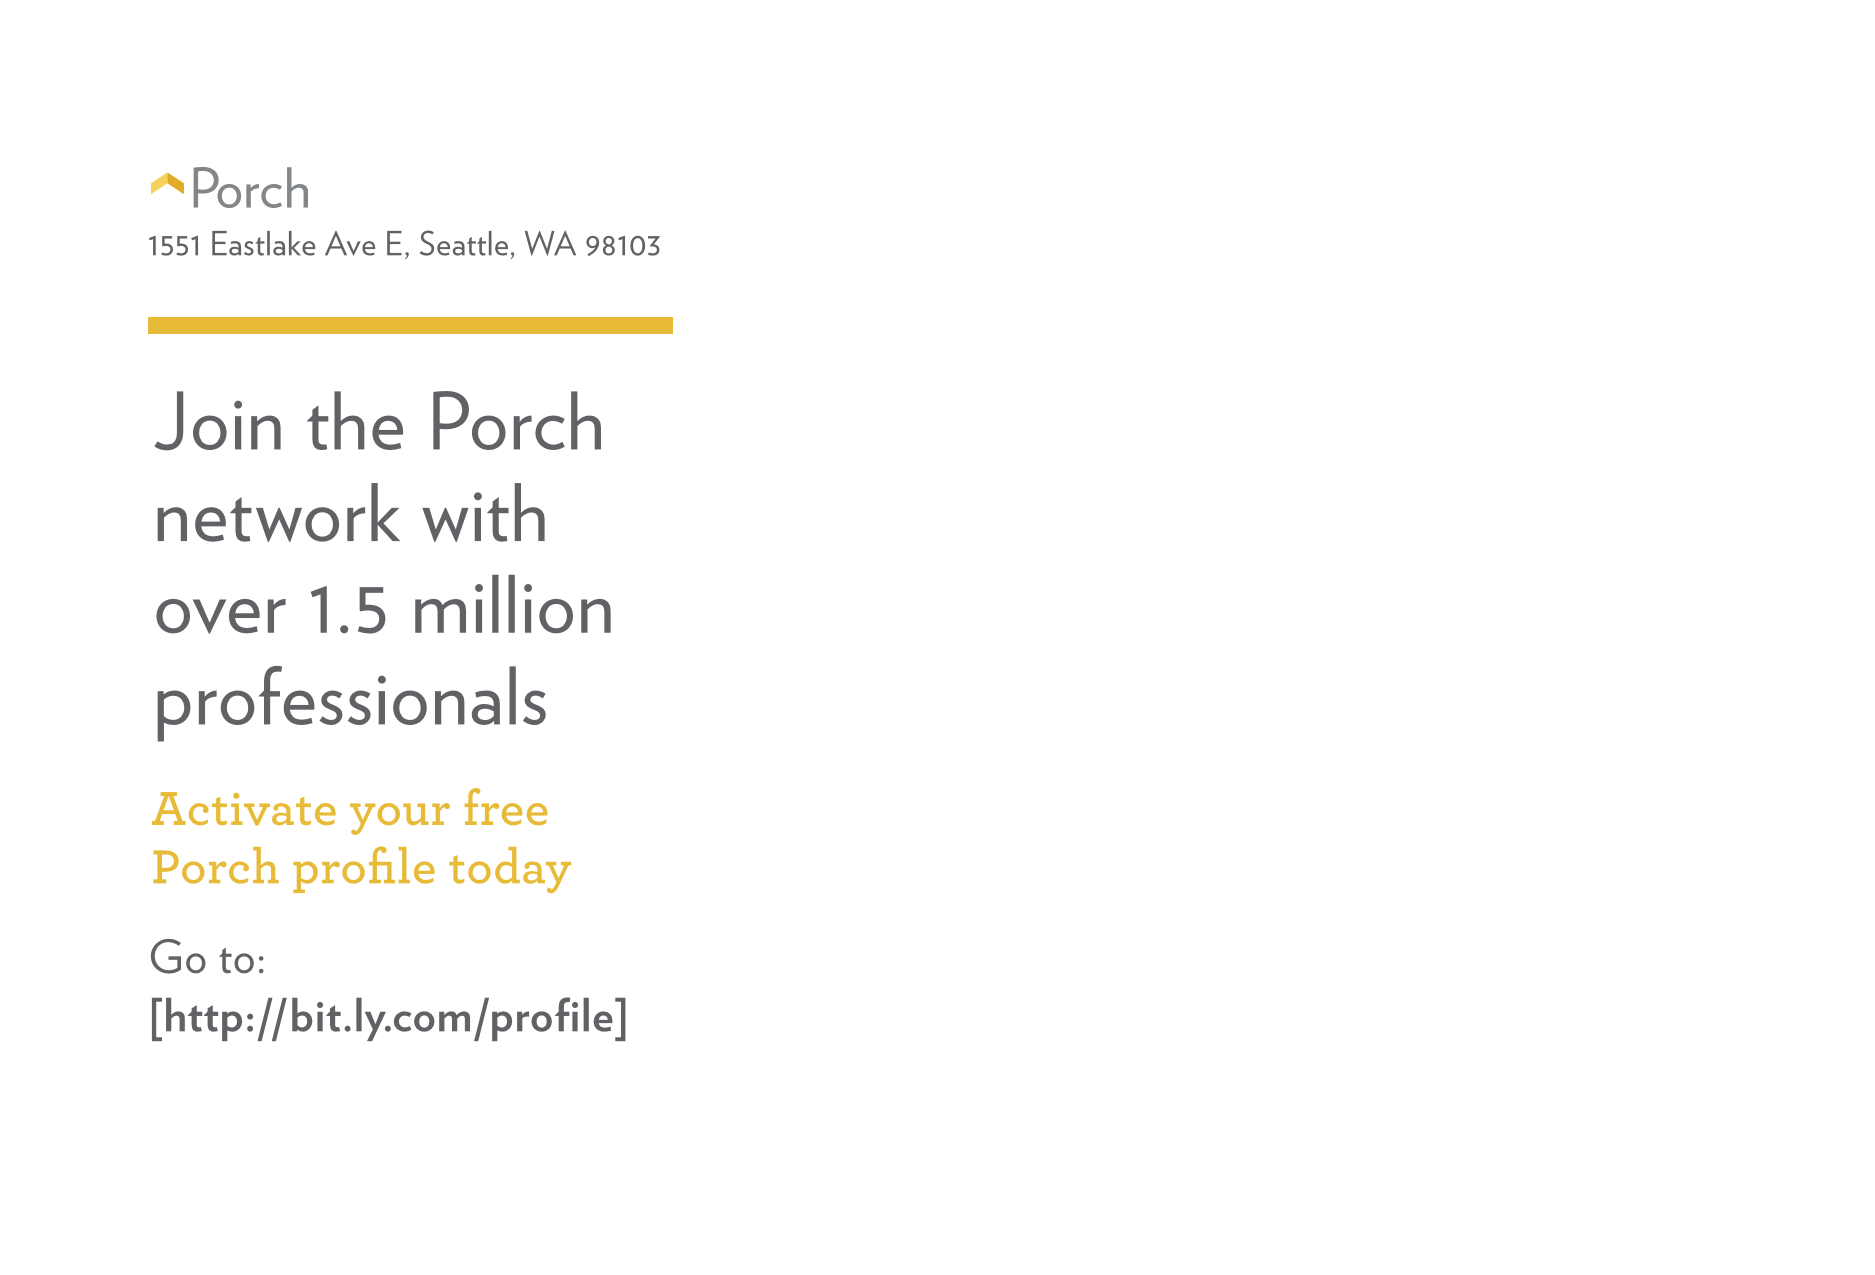 Porch
1551 Eastlake Ave E, Seattle, WA 98103
Join the Porch
network with
over 1.5 million
professionals
Activate your free
Porch profile today
Go to:
[http://bit.ly.com/profile]